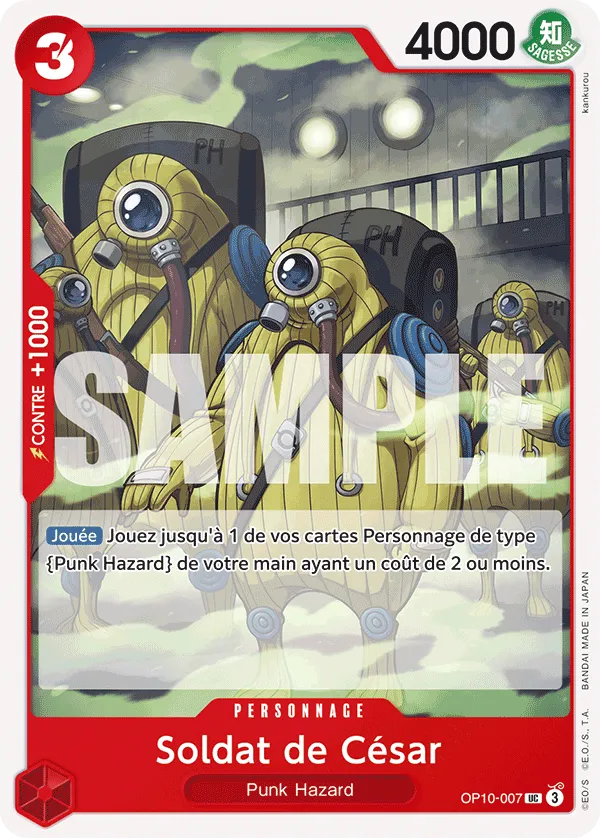 3
4000
知
SAGESSE
kankurou
PH
PH
PH
CONTRE +1000
SAMPLE
Jouée Jouez jusqu'à 1 de vos cartes Personnage de type
{Punk Hazard} de votre main ayant un coût de 2 ou moins.
BANDAI MADE IN JAPAN
©E.O./S., T.A.
©EO/S
PERSONNAGE
Soldat de César
Punk Hazard
OP10-007 UC 3